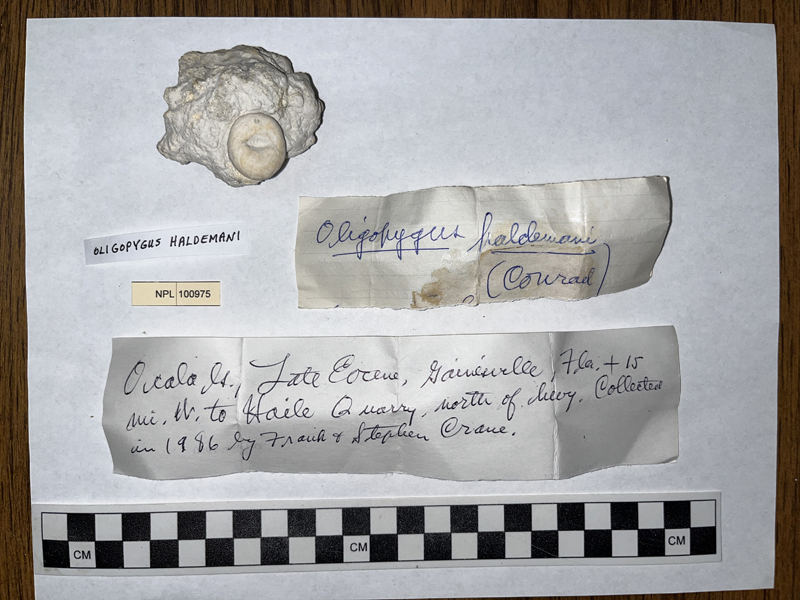 OLIGOPYGUS HALDEMANI
Oligopygus haldemani
(Conrad)
NPL 100975
Ocala ls., Late Eocene, Gainesville, Fla. + 15
mi. W. to Haile Quarry, north of hwy. Collected
in 1986 by Frank & Stephen Crane.
CM CM CM